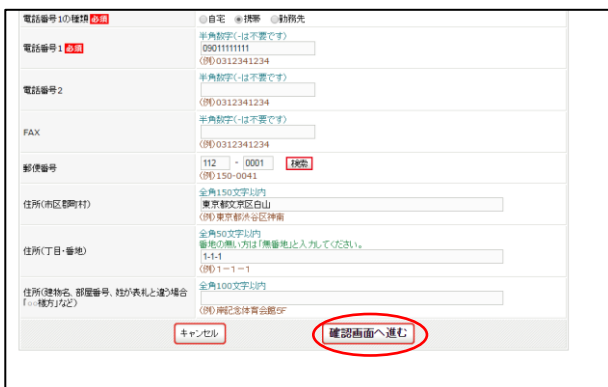 電話番号1の種類 必須 ◎自宅 ◉携帯 ◎勤務先
半角数字(-は不要です)
電話番号1 必須 09011111111
(例)0312341234
半角数字(-は不要です)
電話番号2
(例)0312341234
半角数字(-は不要です)
FAX
(例)0312341234
郵便番号 112 - 0001 検索
(例)150-0041
全角150文字以内
住所(市区郡町村) 東京都文京区白山
(例)東京都渋谷区神南
全角50文字以内
番地の無い方は「無番地」と入力してください。
住所(丁目・番地) 1-1-1
(例)1−1−1
全角100文字以内
住所(建物名、部屋番号、姓が表札と違う場合
「○○様方」など)
(例)岸記念体育会館5F
キャンセル 確認画面へ進む